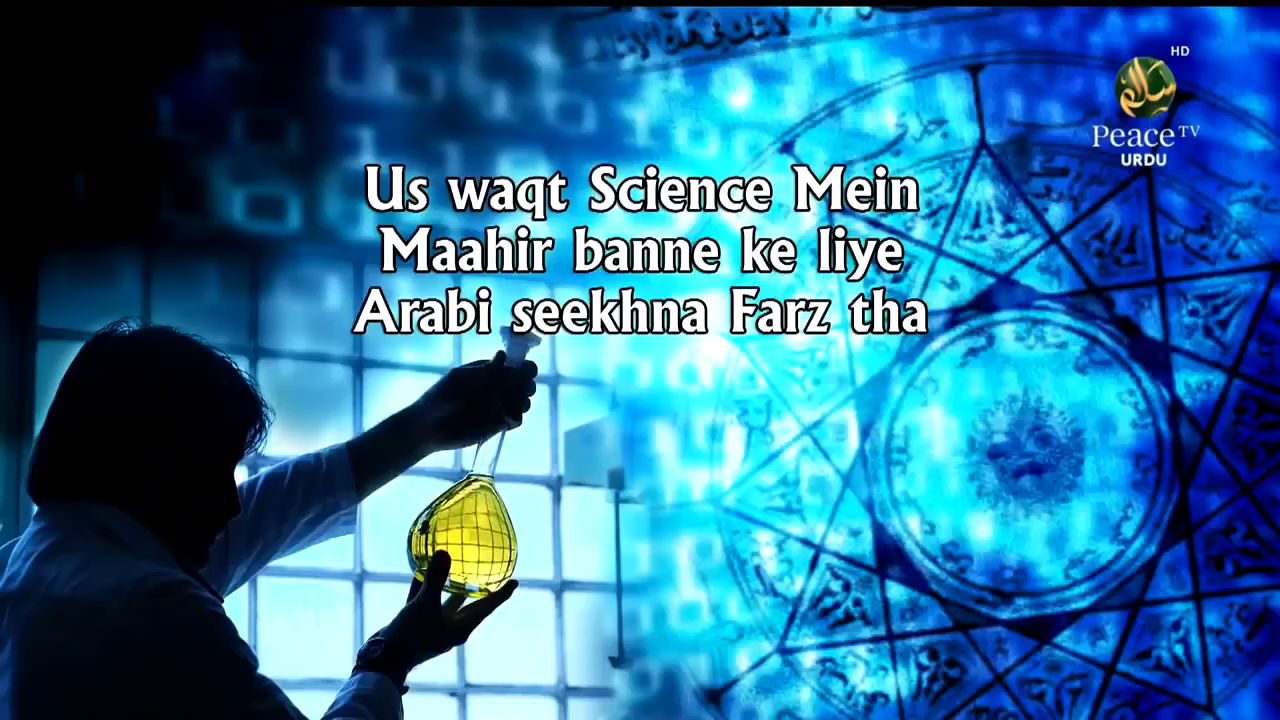 HD
Peace TV
URDU
Us waqt Science Mein
Maahir banne ke liye
Arabi seekhna Farz tha